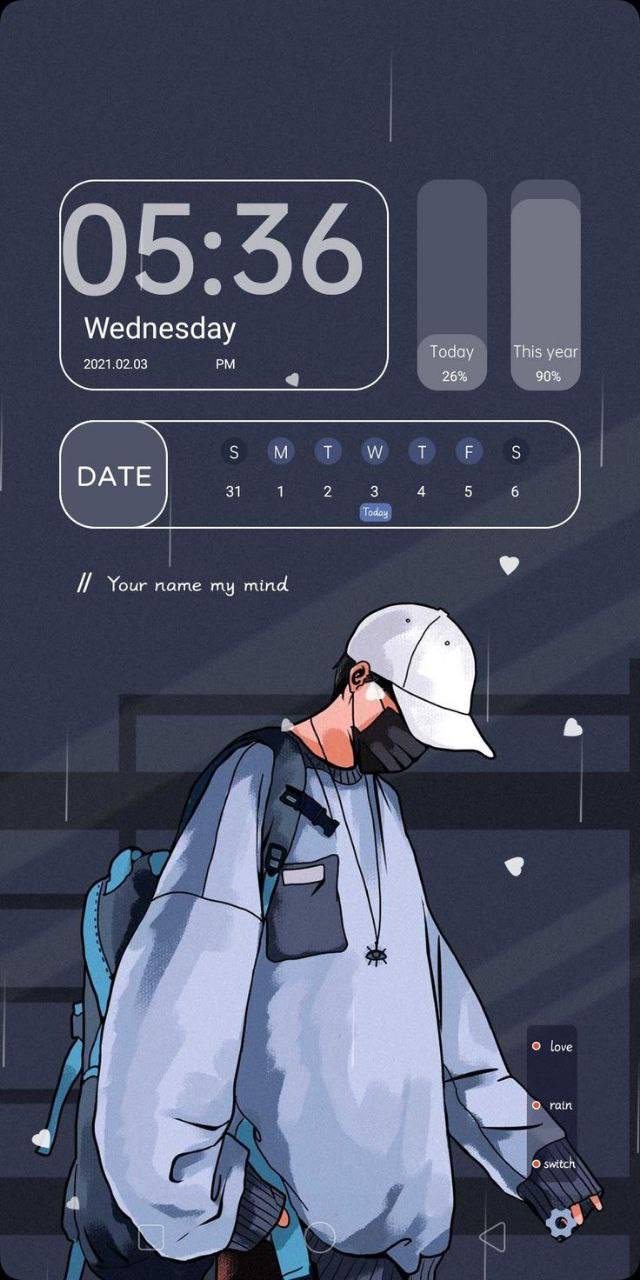 05:36
Wednesday
2021.02.03 PM
Today
26%
This year
90%
DATE
S M T W T F S
31 1 2 3 4 5 6
Today
// Your name my mind
love
rain
switch